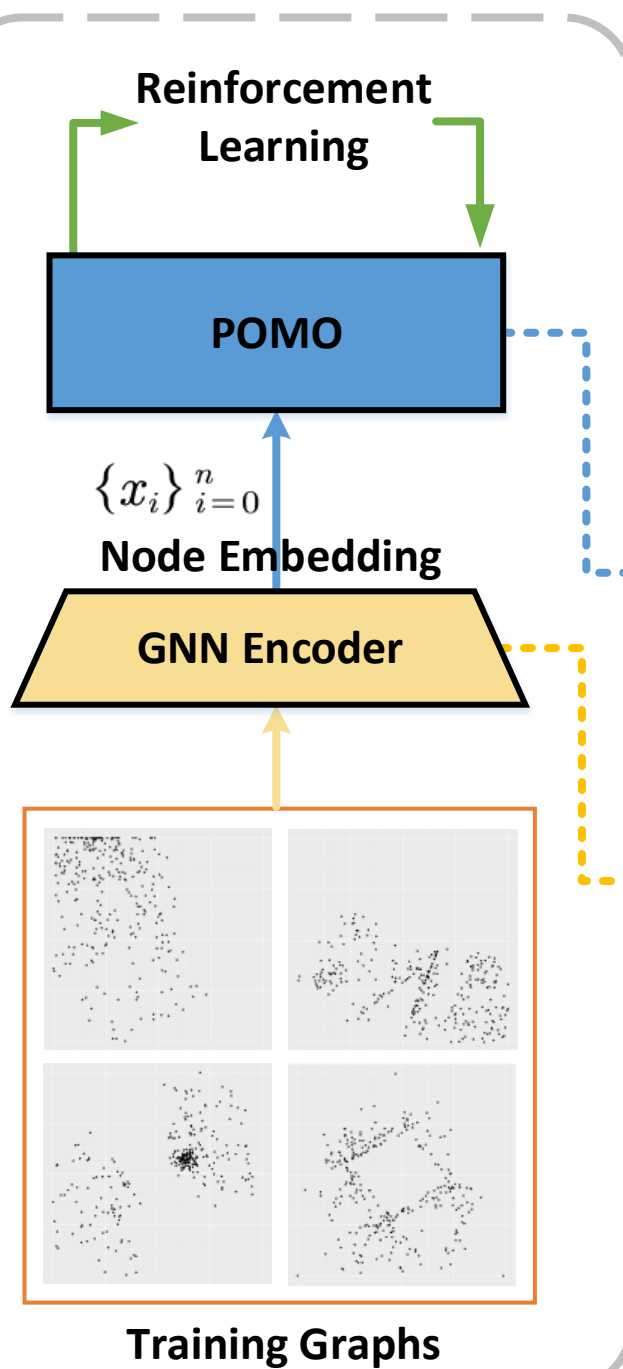 Reinforcement
Learning
POMO
{x_i}_{i=0}^{n}
Node Embedding
GNN Encoder
Training Graphs